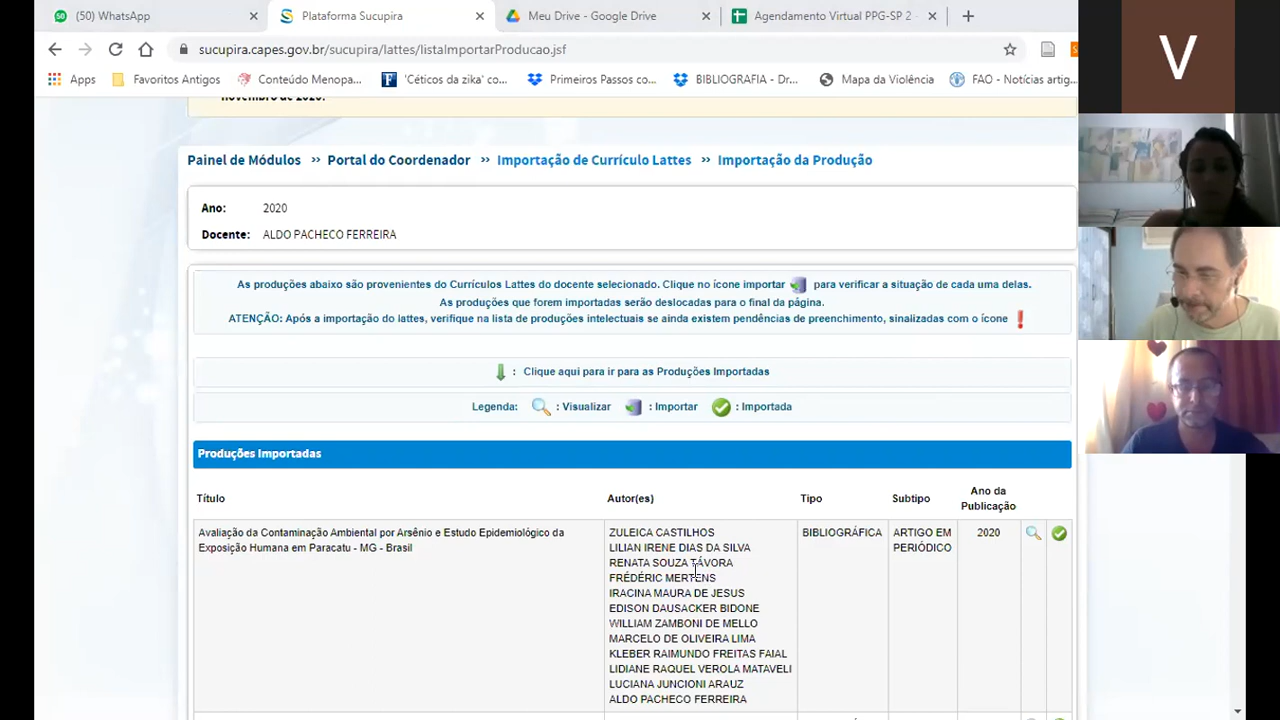 (50) WhatsApp
Plataforma Sucupira
Meu Drive - Google Drive
Agendamento Virtual PPG-SP 2
sucupira.capes.gov.br/sucupira/lattes/listaImportarProducao.jsf
Apps
Favoritos Antigos
Conteúdo Menopa...
'Céticos da zika' co...
Primeiros Passos co...
BIBLIOGRAFIA - Dr...
Mapa da Violência
FAO - Notícias artig...
novembro de 2020.
Painel de Módulos » Portal do Coordenador » Importação de Currículo Lattes » Importação da Produção
Ano: 2020
Docente: ALDO PACHECO FERREIRA
As produções abaixo são provenientes do Currículos Lattes do docente selecionado. Clique no ícone importar para verificar a situação de cada uma delas.
As produções que forem importadas serão deslocadas para o final da página.
ATENÇÃO: Após a importação do lattes, verifique na lista de produções intelectuais se ainda existem pendências de preenchimento, sinalizadas com o ícone
: Clique aqui para ir para as Produções Importadas
Legenda: : Visualizar : Importar : Importada
Produções Importadas
Título
Autor(es)
Tipo
Subtipo
Ano da
Publicação
Avaliação da Contaminação Ambiental por Arsênio e Estudo Epidemiológico da
Exposição Humana em Paracatu - MG - Brasil
ZULEICA CASTILHOS
LILIAN IRENE DIAS DA SILVA
RENATA SOUZA TÁVORA
FRÉDÉRIC MERTENS
IRACINA MAURA DE JESUS
EDISON DAUSACKER BIDONE
WILLIAM ZAMBONI DE MELLO
MARCELO DE OLIVEIRA LIMA
KLEBER RAIMUNDO FREITAS FAIAL
LIDIANE RAQUEL VEROLA MATAVELI
LUCIANA JUNCIONI ARAUZ
ALDO PACHECO FERREIRA
BIBLIOGRÁFICA
ARTIGO EM
PERIÓDICO
2020
V